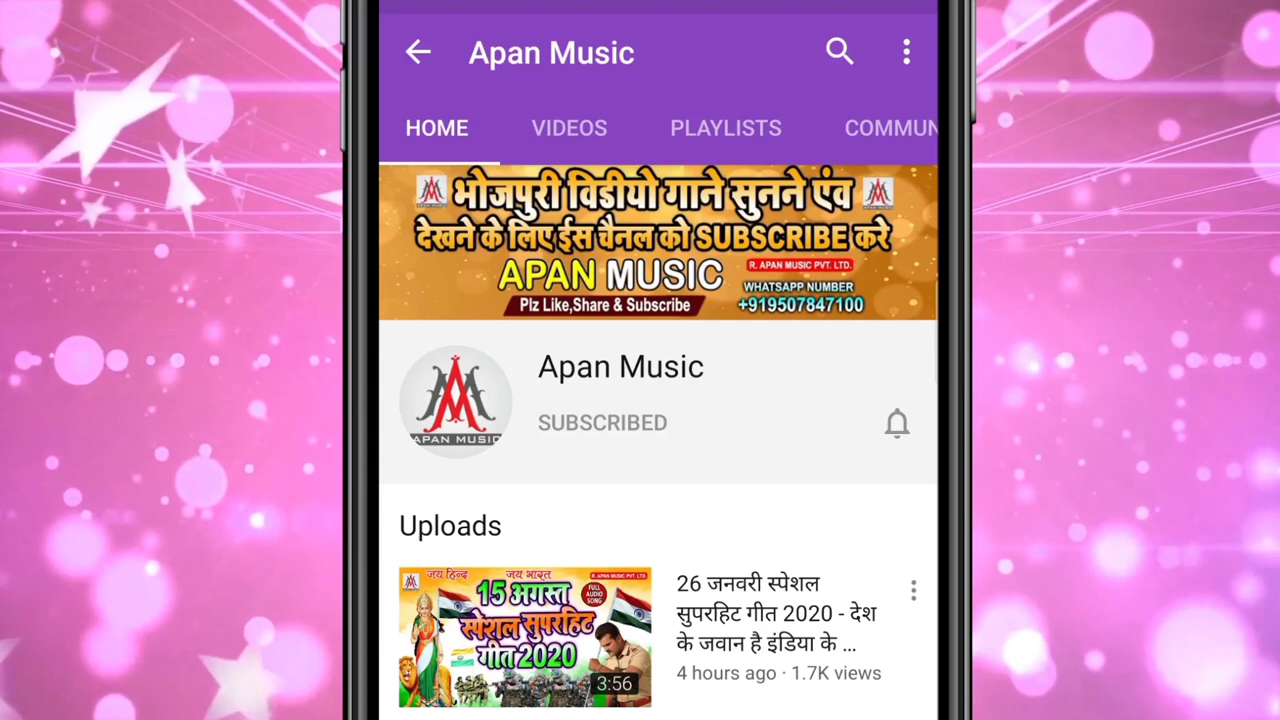 Apan Music
HOME VIDEOS PLAYLISTS COMMUN
भोजपुरी विडीयो गाने सुनने एंव
देखने के लिए ईस चैनल को SUBSCRIBE करे
APAN MUSIC
R. APAN MUSIC PVT. LTD.
WHATSAPP NUMBER
+919507847100
Plz Like,Share & Subscribe
Apan Music
SUBSCRIBED
APAN MUSIC
Uploads
जय हिन्द जय भारत
R. APAN MUSIC PVT. LTD
15 अगस्त
FULL
AUDIO
SONG
स्पेशल सुपरहिट
गीत 2020
3:56
26 जनवरी स्पेशल
सुपरहिट गीत 2020 - देश
के जवान है इंडिया के ...
4 hours ago · 1.7K views